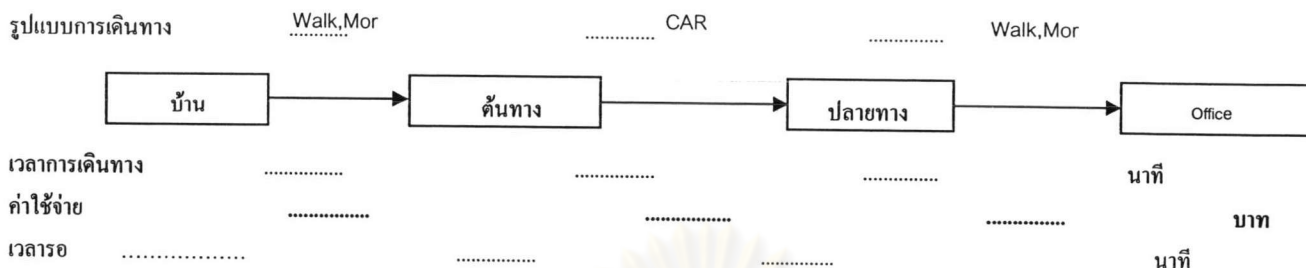 รูปแบบการเดินทาง Walk,Mor ............ ............ CAR ............ Walk,Mor
บ้าน ต้นทาง ปลายทาง Office
เวลาการเดินทาง ............ ............ ............ นาที
ค่าใช้จ่าย ............ ............ ............ บาท
เวลารอ ............ ............ ............ นาที